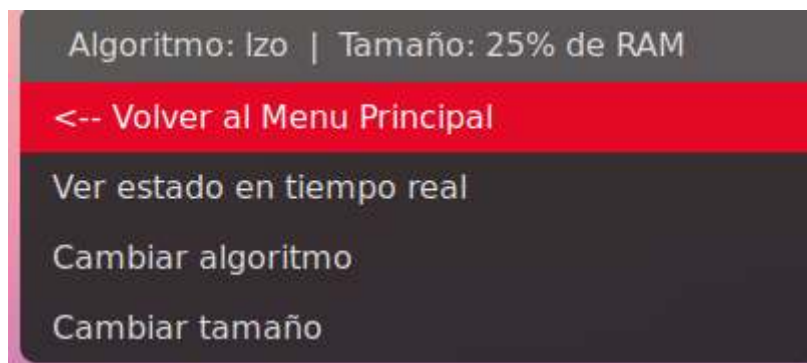 Algoritmo: lzo | Tamaño: 25% de RAM
<-- Volver al Menu Principal
Ver estado en tiempo real
Cambiar algoritmo
Cambiar tamaño